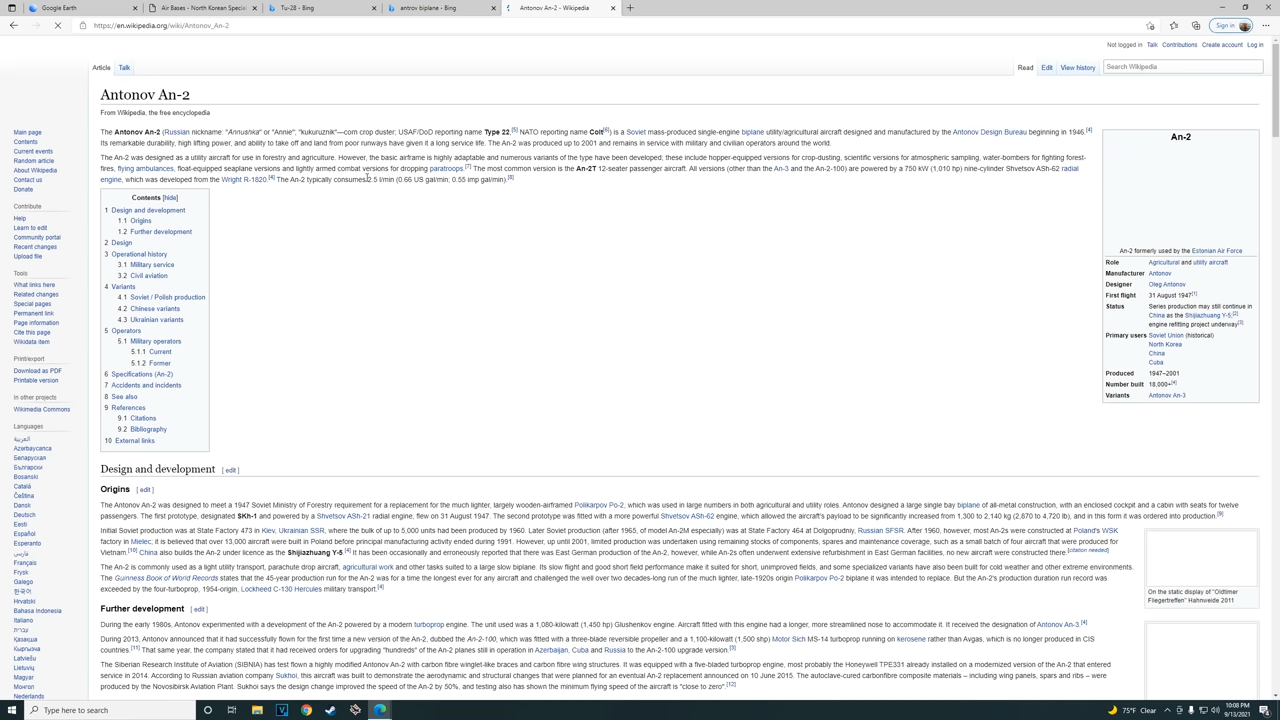 Google Earth
Air Bases - North Korean Special
Tu-28 - Bing
antrov biplane - Bing
Antonov An-2 - Wikipedia
https://en.wikipedia.org/wiki/Antonov_An-2
Sign in
Not logged in Talk Contributions Create account Log in
Article Talk
Read Edit View history
Search Wikipedia
Antonov An-2
From Wikipedia, the free encyclopedia
The Antonov An-2 (Russian nickname: "Annushka" or "Annie"; "kukuruznik"—corn crop duster; USAF/DoD reporting name Type 22,[5] NATO reporting name Colt[6]) is a Soviet mass-produced single-engine biplane utility/agricultural aircraft designed and manufactured by the Antonov Design Bureau beginning in 1946.[4]
Its remarkable durability, high lifting power, and ability to take off and land from poor runways have given it a long service life. The An-2 was produced up to 2001 and remains in service with military and civilian operators around the world.
The An-2 was designed as a utility aircraft for use in forestry and agriculture. However, the basic airframe is highly adaptable and numerous variants of the type have been developed; these include hopper-equipped versions for crop-dusting, scientific versions for atmospheric sampling, water-bombers for fighting forest-
fires, flying ambulances, float-equipped seaplane versions and lightly armed combat versions for dropping paratroops.[7] The most common version is the An-2T 12-seater passenger aircraft. All versions (other than the An-3 and the An-2-100) are powered by a 750 kW (1,010 hp) nine-cylinder Shvetsov ASh-62 radial
engine, which was developed from the Wright R-1820.[4] The An-2 typically consumes 2.5 l/min (0.66 US gal/min; 0.55 imp gal/min).[8]
Contents [hide]
1 Design and development
1.1 Origins
1.2 Further development
2 Design
3 Operational history
3.1 Military service
3.2 Civil aviation
4 Variants
4.1 Soviet / Polish production
4.2 Chinese variants
4.3 Ukrainian variants
5 Operators
5.1 Military operators
5.1.1 Current
5.1.2 Former
6 Specifications (An-2)
7 Accidents and incidents
8 See also
9 References
9.1 Citations
9.2 Bibliography
10 External links
An-2
An-2 formerly used by the Estonian Air Force
Role Agricultural and utility aircraft
Manufacturer Antonov
Designer Oleg Antonov
First flight 31 August 1947[1]
Status Series production may still continue in
China as the Shijiazhuang Y-5;[2]
engine refitting project underway[3]
Primary users Soviet Union (historical)
North Korea
China
Cuba
Produced 1947–2001
Number built 18,000+[4]
Variants Antonov An-3
Main page
Contents
Current events
Random article
About Wikipedia
Contact us
Donate
Contribute
Help
Learn to edit
Community portal
Recent changes
Upload file
Tools
What links here
Related changes
Special pages
Permanent link
Page information
Cite this page
Wikidata item
Print/export
Download as PDF
Printable version
In other projects
Wikimedia Commons
Languages
العربية
Azərbaycanca
Беларуская
Български
Bosanski
Català
Čeština
Dansk
Deutsch
Eesti
Español
Esperanto
فارسی
Français
Frysk
Galego
한국어
Hrvatski
Bahasa Indonesia
Italiano
עברית
ქართული
Қазақша
Latviešu
Lietuvių
Magyar
Монгол
Nederlands
Design and development [ edit ]
Origins [ edit ]
The Antonov An-2 was designed to meet a 1947 Soviet Ministry of Forestry requirement for a replacement for the much lighter, largely wooden-airframed Polikarpov Po-2, which was used in large numbers in both agricultural and utility roles. Antonov designed a large single bay biplane of all-metal construction, with an enclosed cockpit and a cabin with seats for twelve
passengers. The first prototype, designated SKh-1 and powered by a Shvetsov ASh-21 radial engine, flew on 31 August 1947. The second prototype was fitted with a more powerful Shvetsov ASh-62 engine, which allowed the aircraft's payload to be significantly increased from 1,300 to 2,140 kg (2,870 to 4,720 lb), and in this form it was ordered into production.[9]
Initial Soviet production was at State Factory 473 in Kiev, Ukrainian SSR, where the bulk of up to 5,000 units had been produced by 1960. Later Soviet production (after 1965, of model An-2M especially) was at State Factory 464 at Dolgoprudniy, Russian SFSR. After 1960, however, most An-2s were constructed at Poland's WSK
factory in Mielec; it is believed that over 13,000 aircraft were built in Poland before principal manufacturing activity ended during 1991. However, up until 2001, limited production was undertaken using remaining stocks of components, spares and maintenance coverage, such as a small batch of four aircraft that were produced for
Vietnam.[10] China also builds the An-2 under licence as the Shijiazhuang Y-5.[4] It has been occasionally and erroneously reported that there was East German production of the An-2, however, while An-2s often underwent extensive refurbishment in East German facilities, no new aircraft were constructed there.[citation needed]
The An-2 is commonly used as a light utility transport, parachute drop aircraft, agricultural work and other tasks suited to a large slow biplane. Its slow flight and good short field performance make it suited for short, unimproved fields, and some specialized variants have also been built for cold weather and other extreme environments.
The Guinness Book of World Records states that the 45-year production run for the An-2 was for a time the longest ever for any aircraft and challenged the well over two decades-long run of the much lighter, late-1920s origin Polikarpov Po-2 biplane it was intended to replace. But the An-2's production duration run record was
exceeded by the four-turboprop, 1954-origin, Lockheed C-130 Hercules military transport.[4]
On the static display of "Oldtimer
Fliegertreffen" Hahnweide 2011
Further development [ edit ]
During the early 1980s, Antonov experimented with a development of the An-2 powered by a modern turboprop engine. The unit used was a 1,080-kilowatt (1,450 hp) Glushenkov engine. Aircraft fitted with this engine had a longer, more streamlined nose to accommodate it. It received the designation of Antonov An-3.[4]
During 2013, Antonov announced that it had successfully flown for the first time a new version of the An-2, dubbed the An-2-100, which was fitted with a three-blade reversible propeller and a 1,100-kilowatt (1,500 shp) Motor Sich MS-14 turboprop running on kerosene rather than Avgas, which is no longer produced in CIS
countries.[11] That same year, the company stated that it had received orders for upgrading "hundreds" of the An-2 planes still in operation in Azerbaijan, Cuba and Russia to the An-2-100 upgrade version.[3]
The Siberian Research Institute of Aviation (SIBNIA) has test flown a highly modified Antonov An-2 with carbon fibre winglet-like braces and carbon fibre wing structures. It was equipped with a five-bladed turboprop engine, most probably the Honeywell TPE331 already installed on a modernized version of the An-2 that entered
service in 2014. According to Russian aviation company Sukhoi, this aircraft was built to demonstrate the aerodynamic and structural changes that were planned for an eventual An-2 replacement announced on 10 June 2015. The autoclave-cured carbonfibre composite materials – including wing panels, spars and ribs – were
produced by the Novosibirsk Aviation Plant. Sukhoi says the design change improved the speed of the An-2 by 50%, and testing also has shown the minimum flying speed of the aircraft is "close to zero".[12]
Type here to search
75°F Clear
10:08 PM
9/13/2021